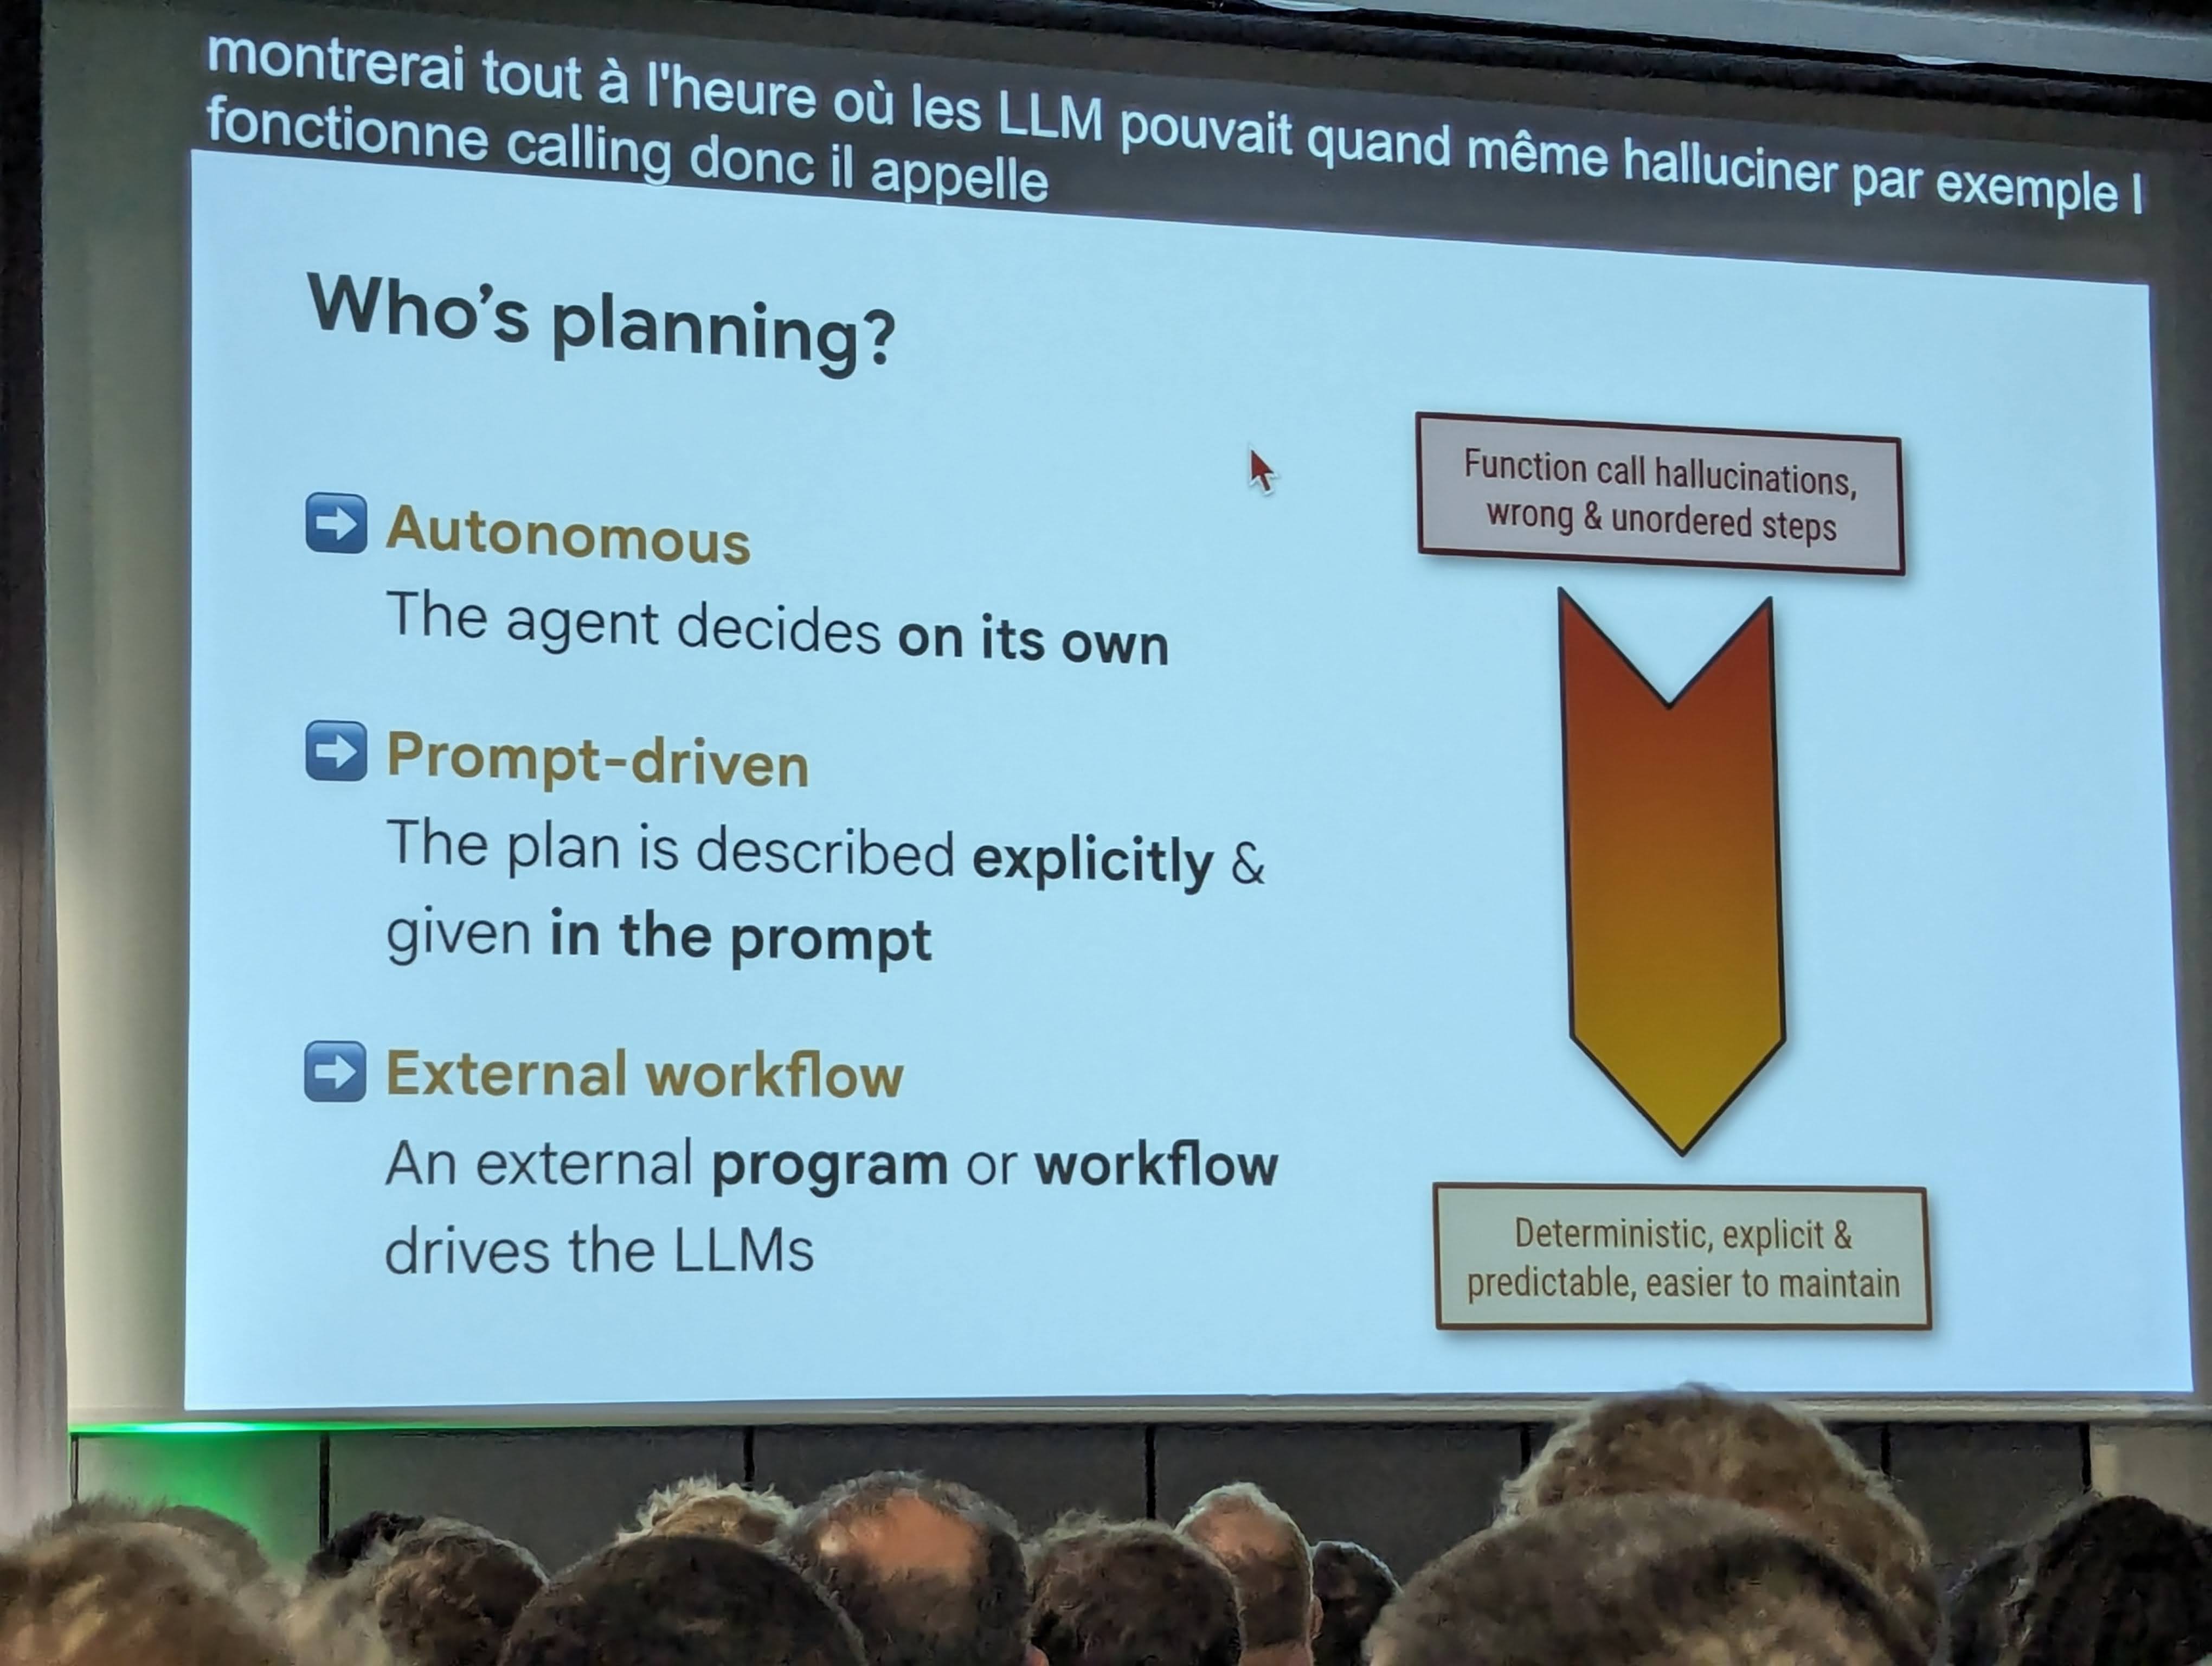 montrerai tout à l'heure où les LLM pouvait quand même halluciner par exemple l
fonctionne calling donc il appelle
Who's planning?
➡ Autonomous
The agent decides on its own
➡ Prompt-driven
The plan is described explicitly &
given in the prompt
➡ External workflow
An external program or workflow
drives the LLMs
Function call hallucinations,
wrong & unordered steps
Deterministic, explicit &
predictable, easier to maintain